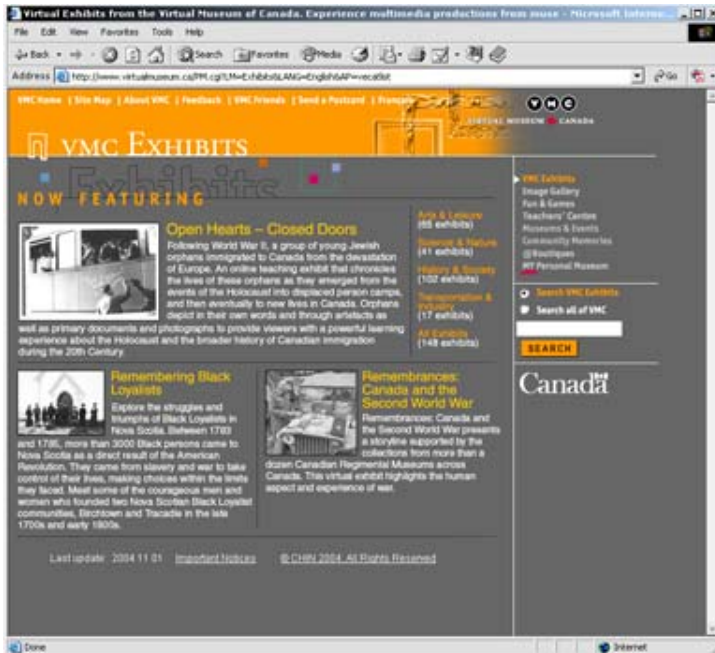 Virtual Exhibits from the Virtual Museum of Canada. Experience multimedia productions from muse - Microsoft Interne...
File Edit View Favorites Tools Help
Back Search Favorites Media
Address http://www.virtualmuseum.ca/PM.cgi?LM=Exhibits&LANG=English&AP=vecatlist Go
VMC Home | Site Map | About VMC | Feedback | VMC Friends | Send a Postcard | Français
VMC
VIRTUAL MUSEUM CANADA
VMC EXHIBITS
Exhibits
NOW FEATURING
Open Hearts – Closed Doors
Following World War II, a group of young Jewish
orphans immigrated to Canada from the devastation
of Europe. An online teaching exhibit that chronicles
the lives of these orphans as they emerged from the
events of the Holocaust into displaced person camps,
and then eventually to new lives in Canada. Orphans
depict in their own words and through artefacts as
well as primary documents and photographs to provide viewers with a powerful learning
experience about the Holocaust and the broader history of Canadian immigration
during the 20th Century.
Arts & Leisure
(65 exhibits)
Science & Nature
(41 exhibits)
History & Society
(102 exhibits)
Transportation &
Industry
(17 exhibits)
All Exhibits
(148 exhibits)
Remembering Black
Loyalists
Explore the struggles and
triumphs of Black Loyalists in
Nova Scotia. Between 1783
and 1785, more than 3000 Black persons came to
Nova Scotia as a direct result of the American
Revolution. They came from slavery and war to take
control of their lives, making choices within the limits
they faced. Meet some of the courageous men and
women who founded two Nova Scotian Black Loyalist
communities, Birchtown and Tracadie in the late
1700s and early 1800s.
Remembrances:
Canada and the
Second World War
Remembrances: Canada and
the Second World War presents
a storyline supported by the
collections from more than a
dozen Canadian Regimental Museums across
Canada. This virtual exhibit highlights the human
aspect and experience of war.
VMC Exhibits
Image Gallery
Fun & Games
Teachers' Centre
Museums & Events
Community Memories
@Boutiques
MY Personal Museum
Search VMC Exhibits
Search all of VMC
SEARCH
Canada
Last update 2004 11 01 Important Notices © CHIN 2004. All Rights Reserved
Done Internet